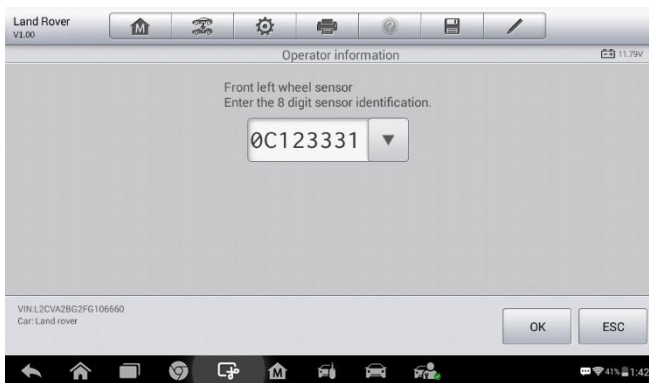 Land Rover
V1.00
Operator information
11.79V
Front left wheel sensor
Enter the 8 digit sensor identification.
0C123331
VIN:L2CVA2BG2FG106660
Car: Land rover
OK
ESC
41%
1:42